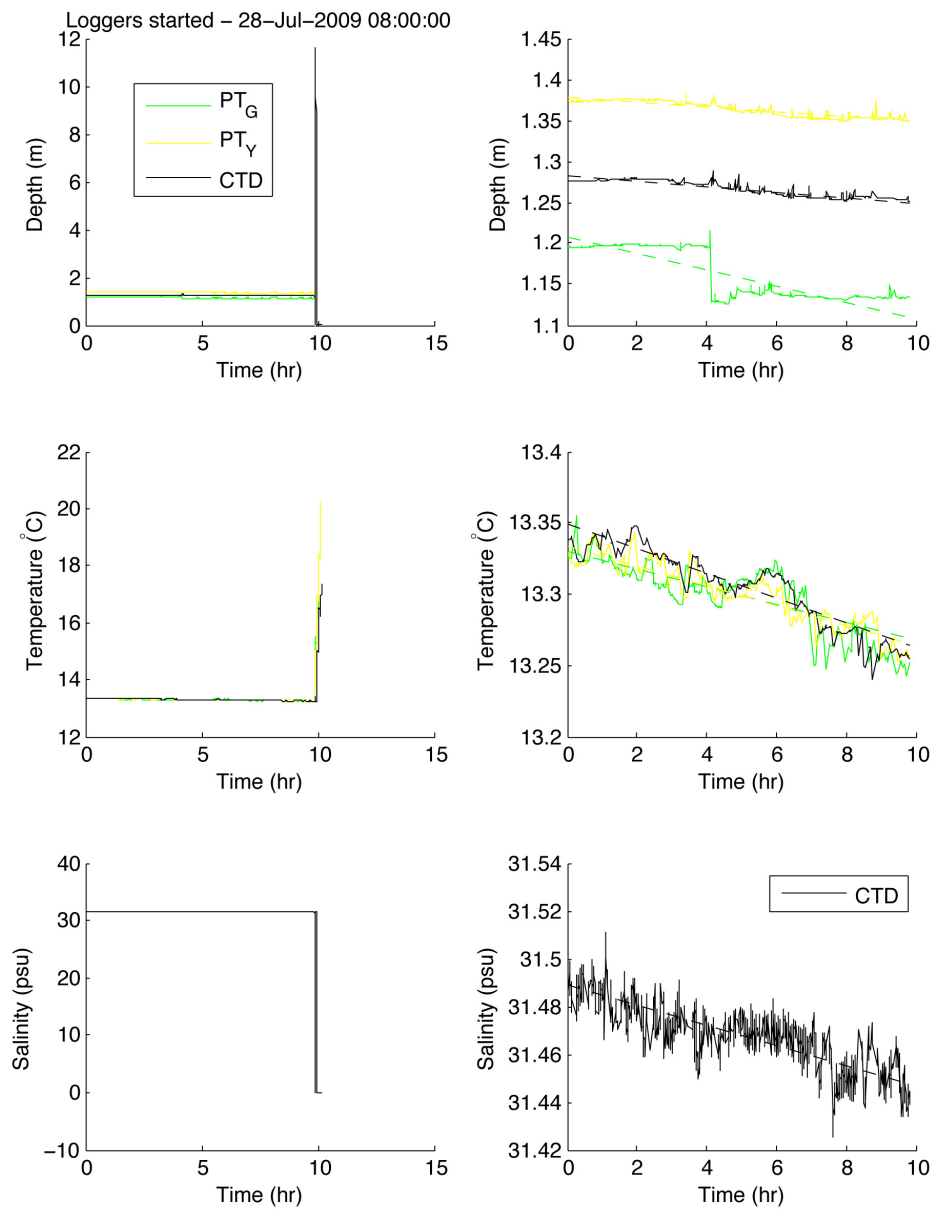 Loggers started − 28−Jul−2009 08:00:00
12
10
8
6
4
2
0
Depth (m)
PT_G
PT_Y
CTD
0 5 10 15
Time (hr)
1.45
1.4
1.35
1.3
1.25
1.2
1.15
1.1
Depth (m)
0 2 4 6 8 10
Time (hr)
22
20
18
16
14
12
Temperature (°C)
0 5 10 15
Time (hr)
13.4
13.35
13.3
13.25
13.2
Temperature (°C)
0 2 4 6 8 10
Time (hr)
40
30
20
10
0
−10
Salinity (psu)
0 5 10 15
Time (hr)
31.54
31.52
31.5
31.48
31.46
31.44
31.42
Salinity (psu)
CTD
0 2 4 6 8 10
Time (hr)